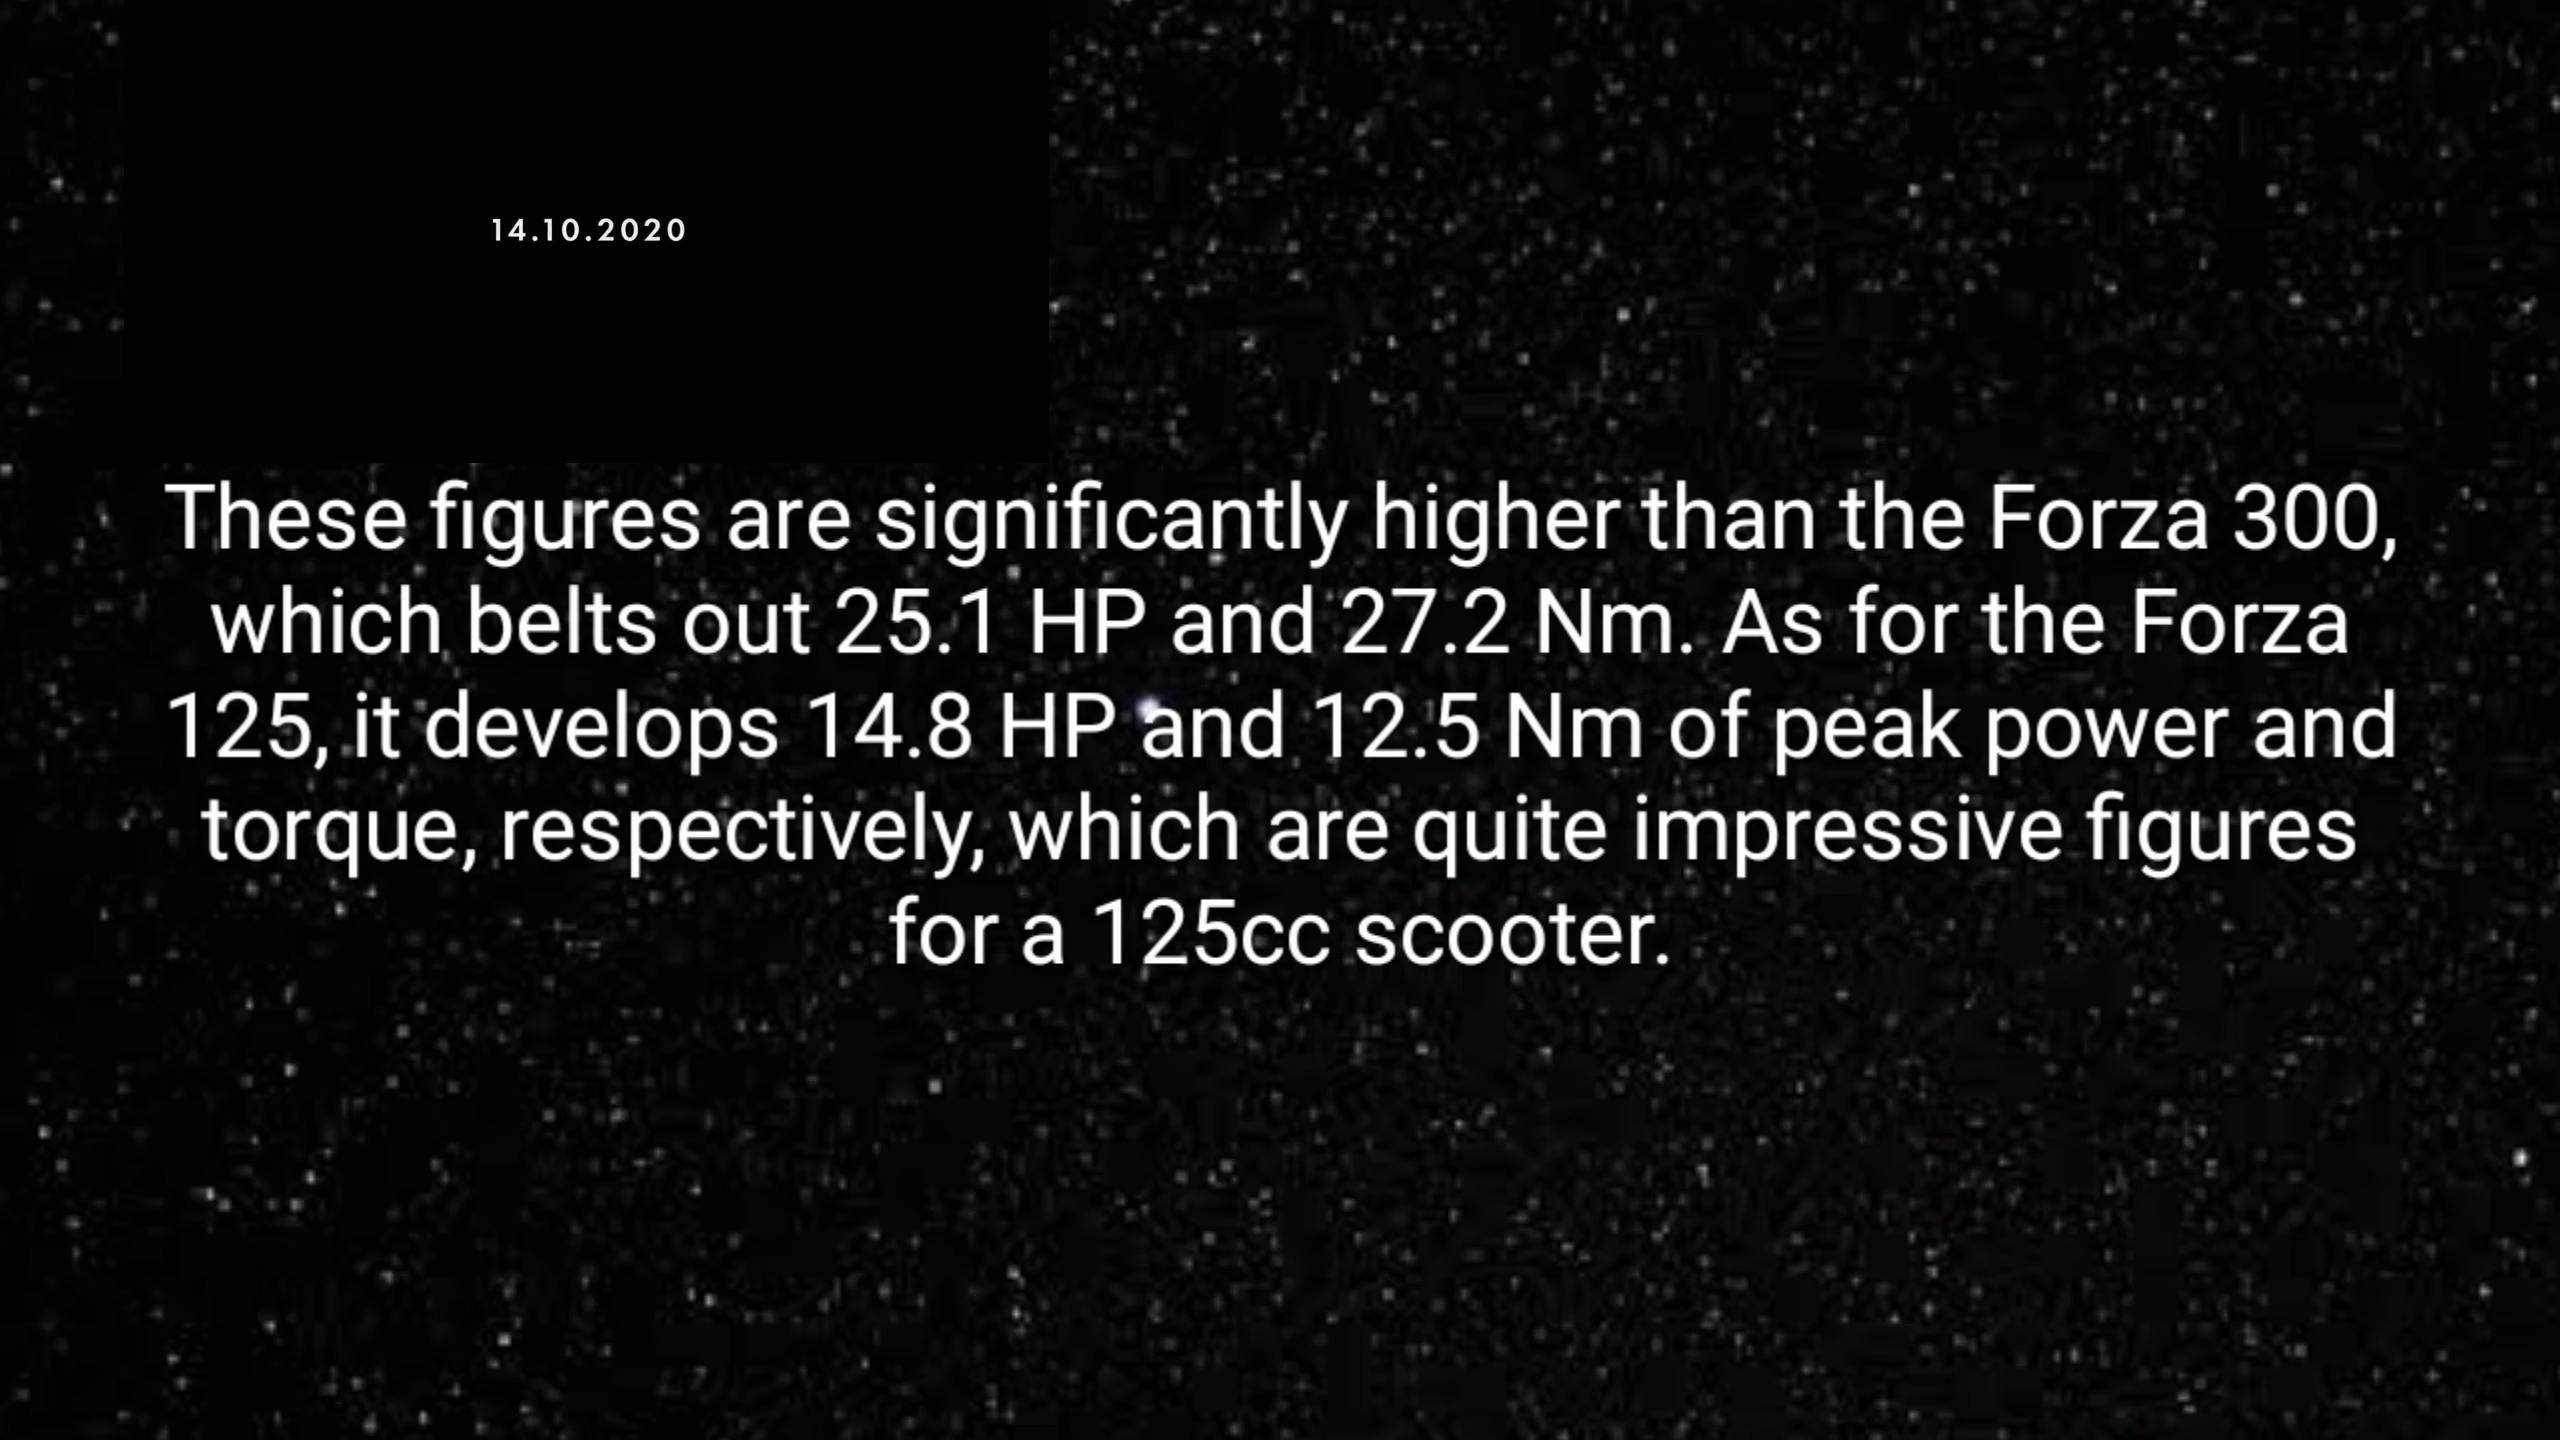 14.10.2020
These figures are significantly higher than the Forza 300,
which belts out 25.1 HP and 27.2 Nm. As for the Forza
125, it develops 14.8 HP and 12.5 Nm of peak power and
torque, respectively, which are quite impressive figures
for a 125cc scooter.